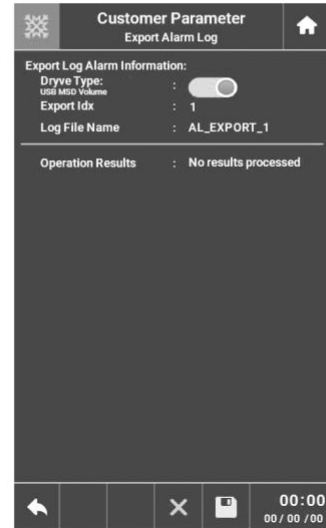 Customer Parameter
Export Alarm Log
Export Log Alarm Information:
Dryve Type: :
USB MSD Volume
Export Idx : 1
Log File Name : AL_EXPORT_1
Operation Results : No results processed
00:00
00/00/00